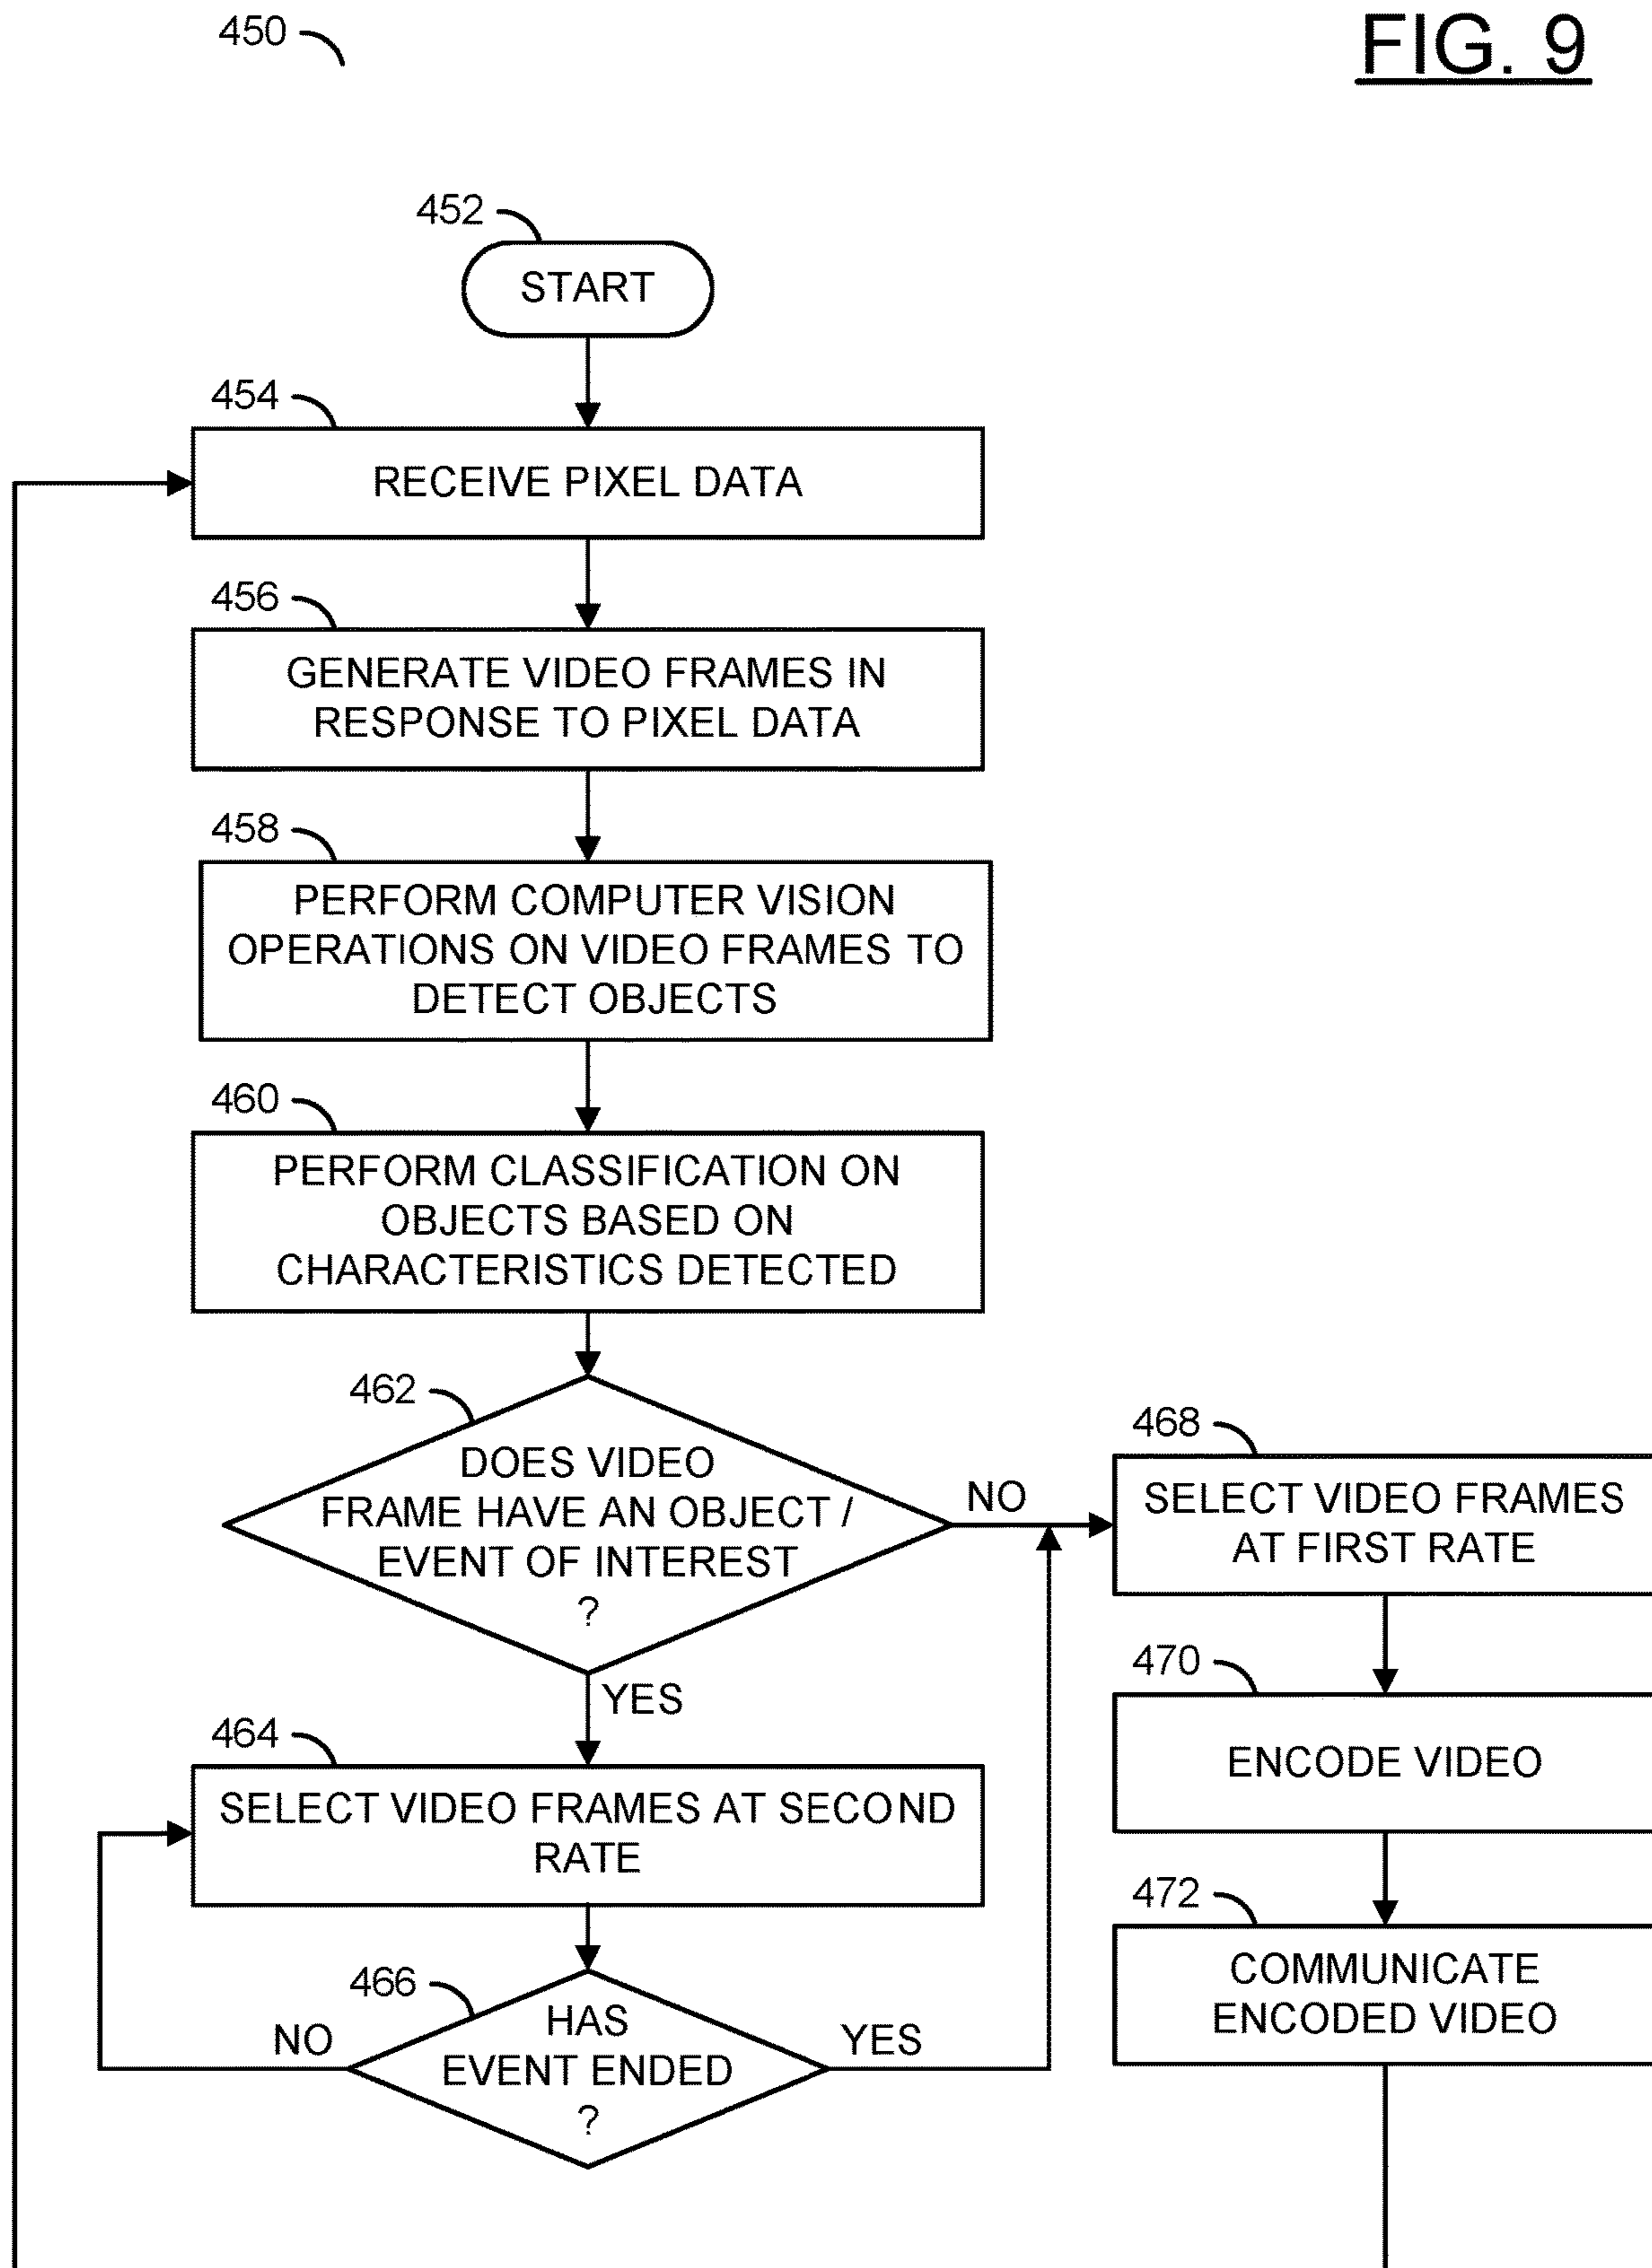 450
FIG. 9
452
START
454
RECEIVE PIXEL DATA
456
GENERATE VIDEO FRAMES IN
RESPONSE TO PIXEL DATA
458
PERFORM COMPUTER VISION
OPERATIONS ON VIDEO FRAMES TO
DETECT OBJECTS
460
PERFORM CLASSIFICATION ON
OBJECTS BASED ON
CHARACTERISTICS DETECTED
462
DOES VIDEO
FRAME HAVE AN OBJECT /
EVENT OF INTEREST
?
NO
YES
464
SELECT VIDEO FRAMES AT SECOND
RATE
466
HAS
EVENT ENDED
?
NO
YES
468
SELECT VIDEO FRAMES
AT FIRST RATE
470
ENCODE VIDEO
472
COMMUNICATE
ENCODED VIDEO